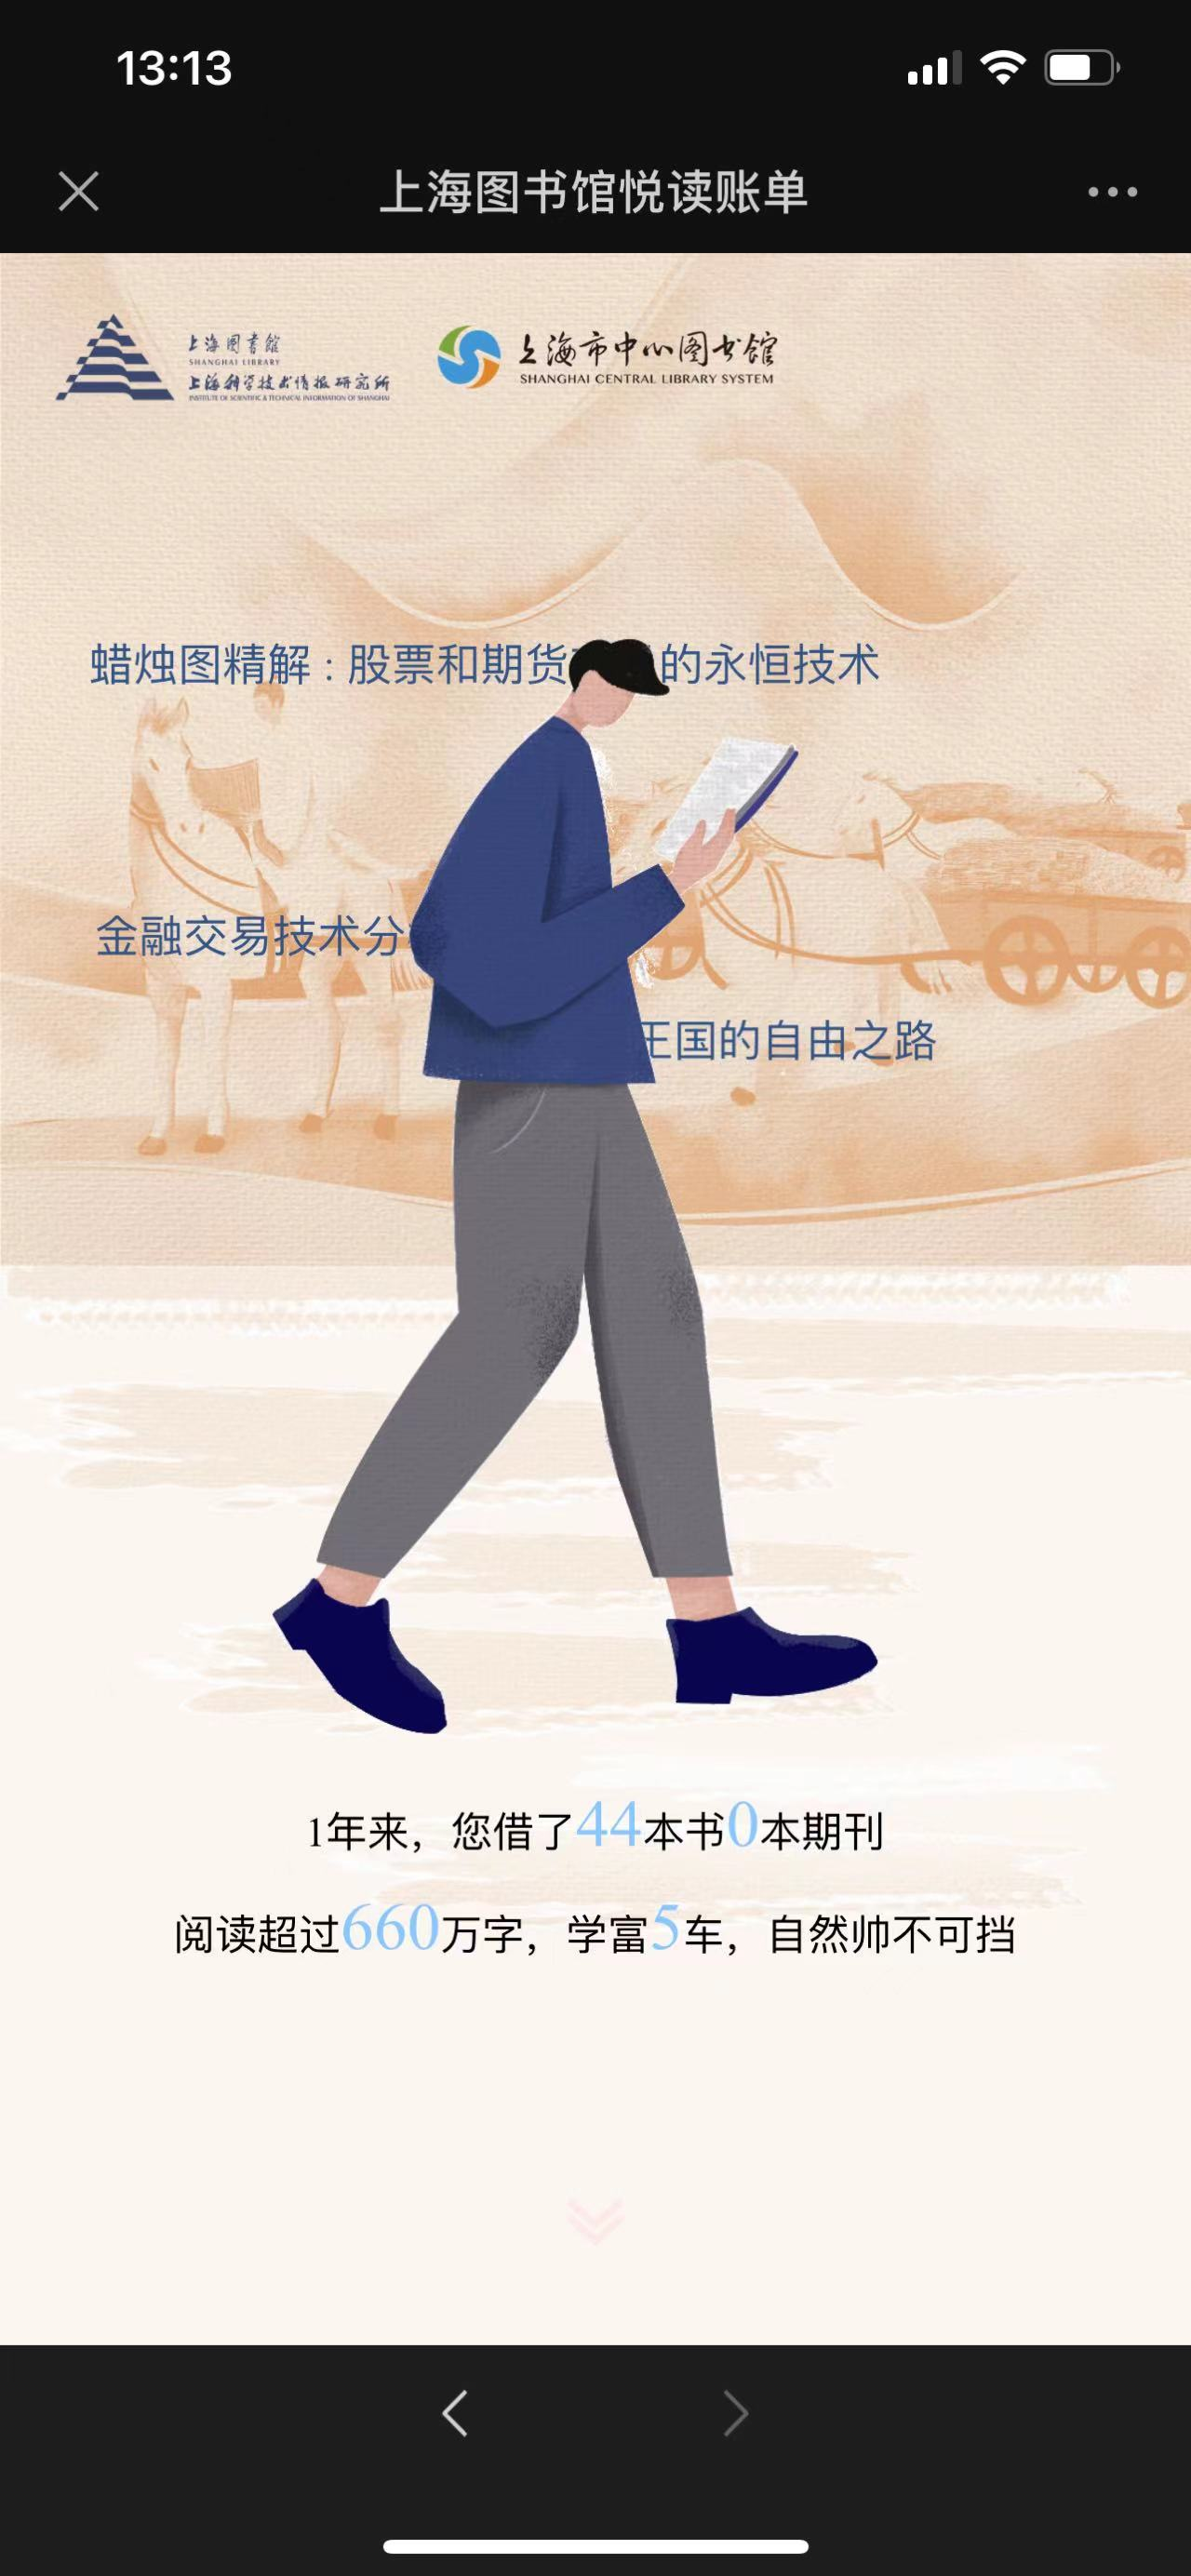 13:13
上海图书馆悦读账单
上海图书馆
SHANGHAI LIBRARY
上海科学技术情报研究所
INSTITUTE OF SCIENTIFIC & TECHNICAL INFORMATION OF SHANGHAI
上海市中心图书馆
SHANGHAI CENTRAL LIBRARY SYSTEM
蜡烛图精解:股票和期货 的永恒技术
金融交易技术分
王国的自由之路
1年来，您借了44本书0本期刊
阅读超过660万字，学富5车，自然帅不可挡